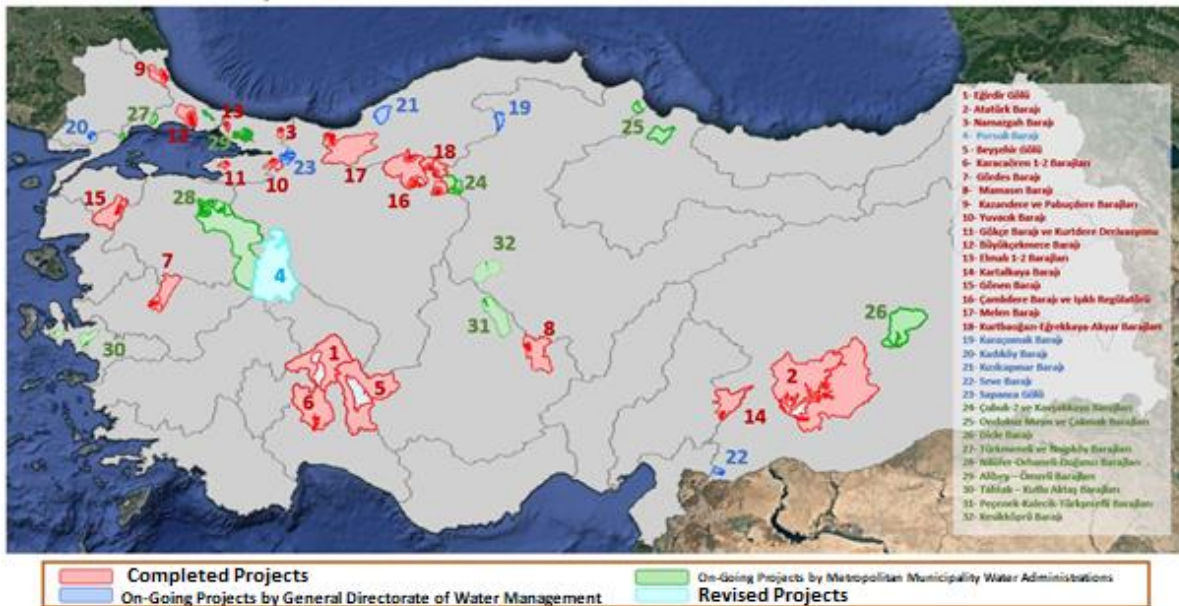 9
27
20
12
13
29
3
11
10
23
17
21
19
16
18
24
25
15
28
4
7
30
32
31
8
1
5
6
26
2
14
22
1- Eğirdir Gölü
2- Atatürk Barajı
3- Namazgah Barajı
4- Porsuk Barajı
5- Beyşehir Gölü
6- Karacaören 1-2 Barajları
7- Gördes Barajı
8- Mamasın Barajı
9- Kazandere ve Pabuçdere Barajları
10- Yuvacık Barajı
11- Gökçe Barajı ve Kurtdere Derivasyonu
12- Büyükçekmece Barajı
13- Elmalı 1-2 Barajları
14- Kartalkaya Barajı
15- Gönen Barajı
16- Çamlıdere Barajı ve Işıklı Regülatörü
17- Melen Barajı
18- Kurtboğazı-Eğrekkaya-Akyar Barajları
19- Karaçomak Barajı
20- Kadıköy Barajı
21- Kızılcapınar Barajı
22- Seve Barajı
23- Sapanca Gölü
24- Çubuk-2 ve Kavşakkaya Barajları
25- Ondokuz Mayıs ve Çakmak Barajları
26- Dicle Barajı
27- Türkmenli ve Naipköy Barajları
28- Nilüfer-Orhaneli-Doğancı Barajları
29- Alibey – Ömerli Barajları
30- Tahtalı – Kutlu Aktaş Barajları
31- Peçenek-Kalecik-Türkşerefli Barajları
32- Kesikköprü Barajı
Completed Projects
On-Going Projects by Metropolitan Municipality Water Administrations
On-Going Projects by General Directorate of Water Management
Revised Projects